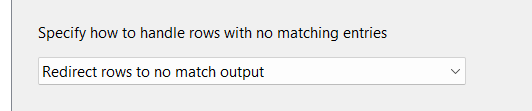 Specify how to handle rows with no matching entries
Redirect rows to no match output